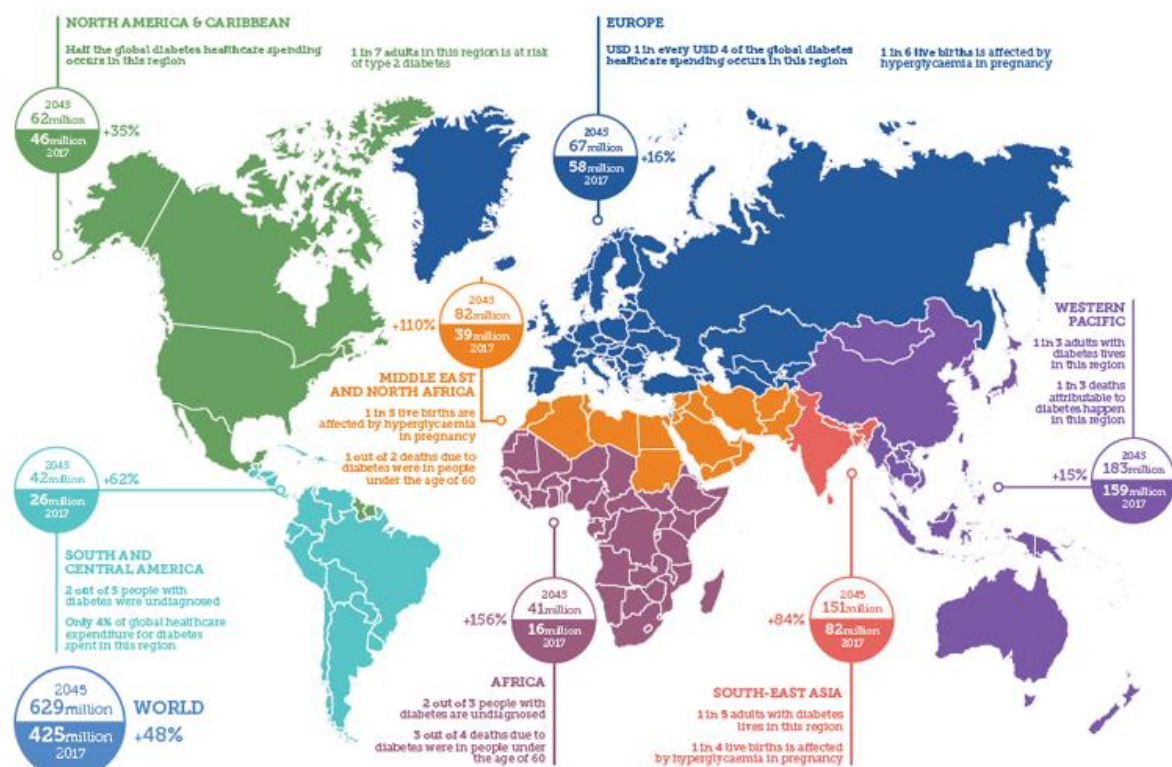 NORTH AMERICA & CARIBBEAN
Half the global diabetes healthcare spending
occurs in this region
1 in 7 adults in this region is at risk
of type 2 diabetes
2045
62million
46million
2017
+35%
EUROPE
USD 1 in every USD 4 of the global diabetes
healthcare spending occurs in this region
1 in 6 live births is affected by
hyperglycaemia in pregnancy
2045
67million
58million
2017
+16%
2045
82million
39million
2017
+110%
MIDDLE EAST
AND NORTH AFRICA
1 in 5 live births are
affected by hyperglycaemia
in pregnancy
1 out of 2 deaths due to
diabetes were in people
under the age of 60
WESTERN
PACIFIC
1 in 3 adults with
diabetes lives in
this region
1 in 3 deaths
attributable to
diabetes happen in
this region
2045
183million
159million
2017
+15%
2045
42million
26million
2017
+62%
SOUTH AND
CENTRAL AMERICA
2 out of 5 people with
diabetes were undiagnosed
Only 4% of global healthcare
expenditure for diabetes
spent in this region
2045
41million
16million
2017
+156%
AFRICA
2 out of 3 people with
diabetes are undiagnosed
3 out of 4 deaths due to
diabetes were in people under
the age of 60
2045
151million
82million
2017
+84%
SOUTH-EAST ASIA
1 in 5 adults with diabetes
lives in this region
1 in 4 live births is affected
by hyperglycaemia in pregnancy
2045
629million
425million
2017
WORLD
+48%